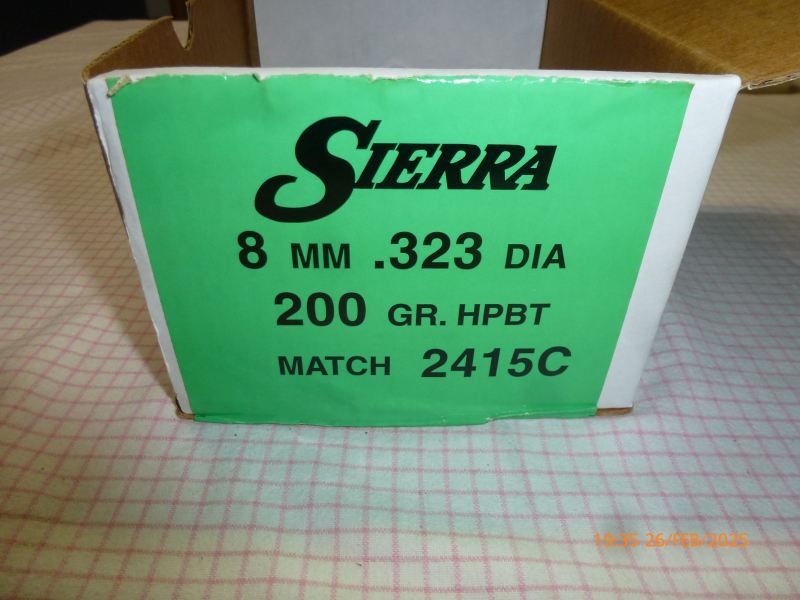 SIERRA
8 MM .323 DIA
200 GR. HPBT
MATCH 2415C
19:35 26/FEB/2025